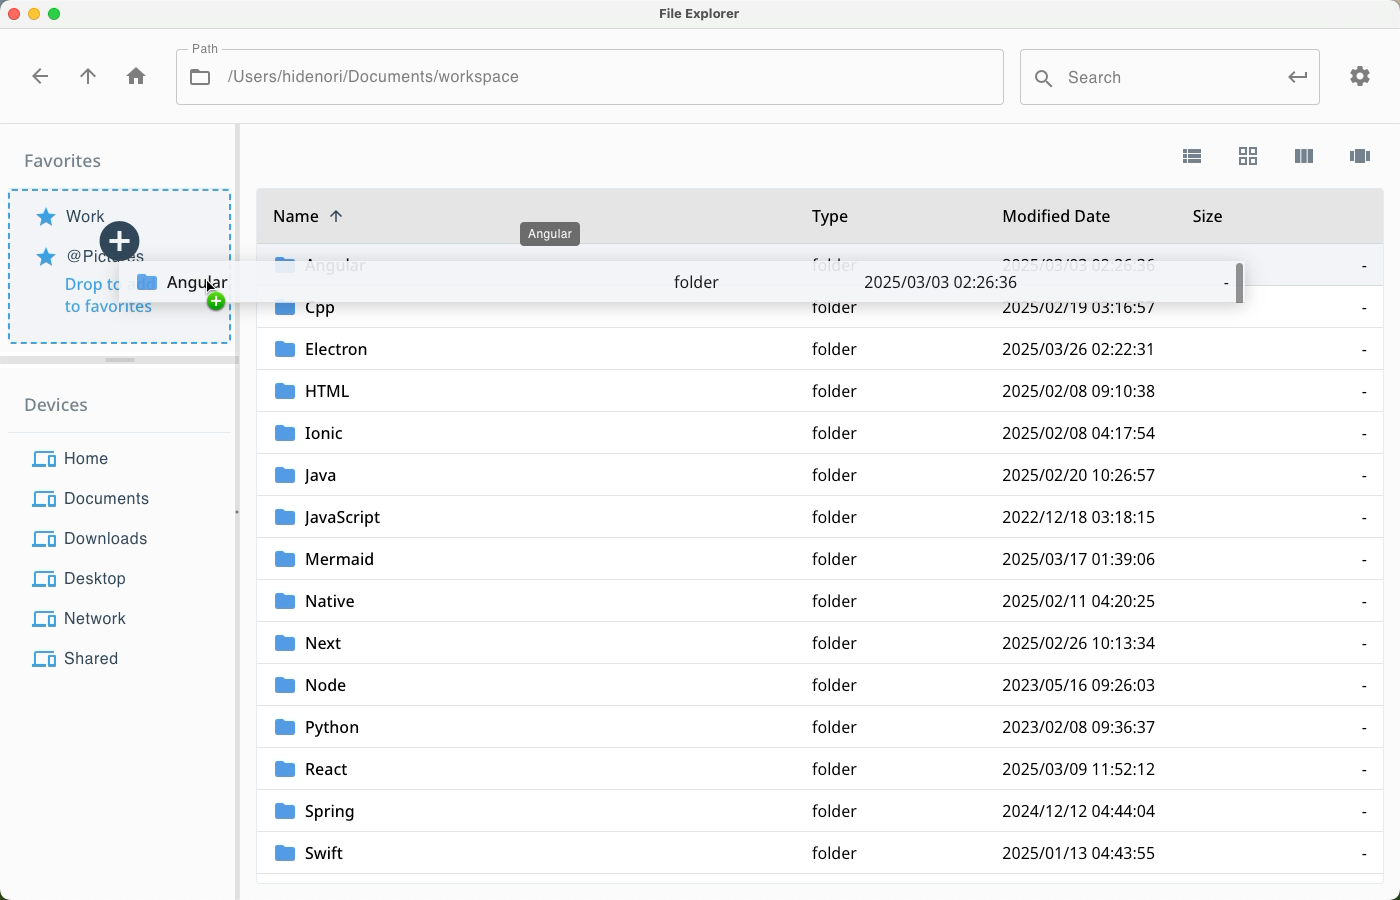 File Explorer
Path
/Users/hidenori/Documents/workspace
Search
Favorites
Work
@Pictures
Drop to add
to favorites
Devices
Home
Documents
Downloads
Desktop
Network
Shared
Name Type Modified Date Size
Angular
Angular folder 2025/03/03 02:26:36 -
Angular folder 2025/03/03 02:26:36 -
Cpp folder 2025/02/19 03:16:57 -
Electron folder 2025/03/26 02:22:31 -
HTML folder 2025/02/08 09:10:38 -
Ionic folder 2025/02/08 04:17:54 -
Java folder 2025/02/20 10:26:57 -
JavaScript folder 2022/12/18 03:18:15 -
Mermaid folder 2025/03/17 01:39:06 -
Native folder 2025/02/11 04:20:25 -
Next folder 2025/02/26 10:13:34 -
Node folder 2023/05/16 09:26:03 -
Python folder 2023/02/08 09:36:37 -
React folder 2025/03/09 11:52:12 -
Spring folder 2024/12/12 04:44:04 -
Swift folder 2025/01/13 04:43:55 -